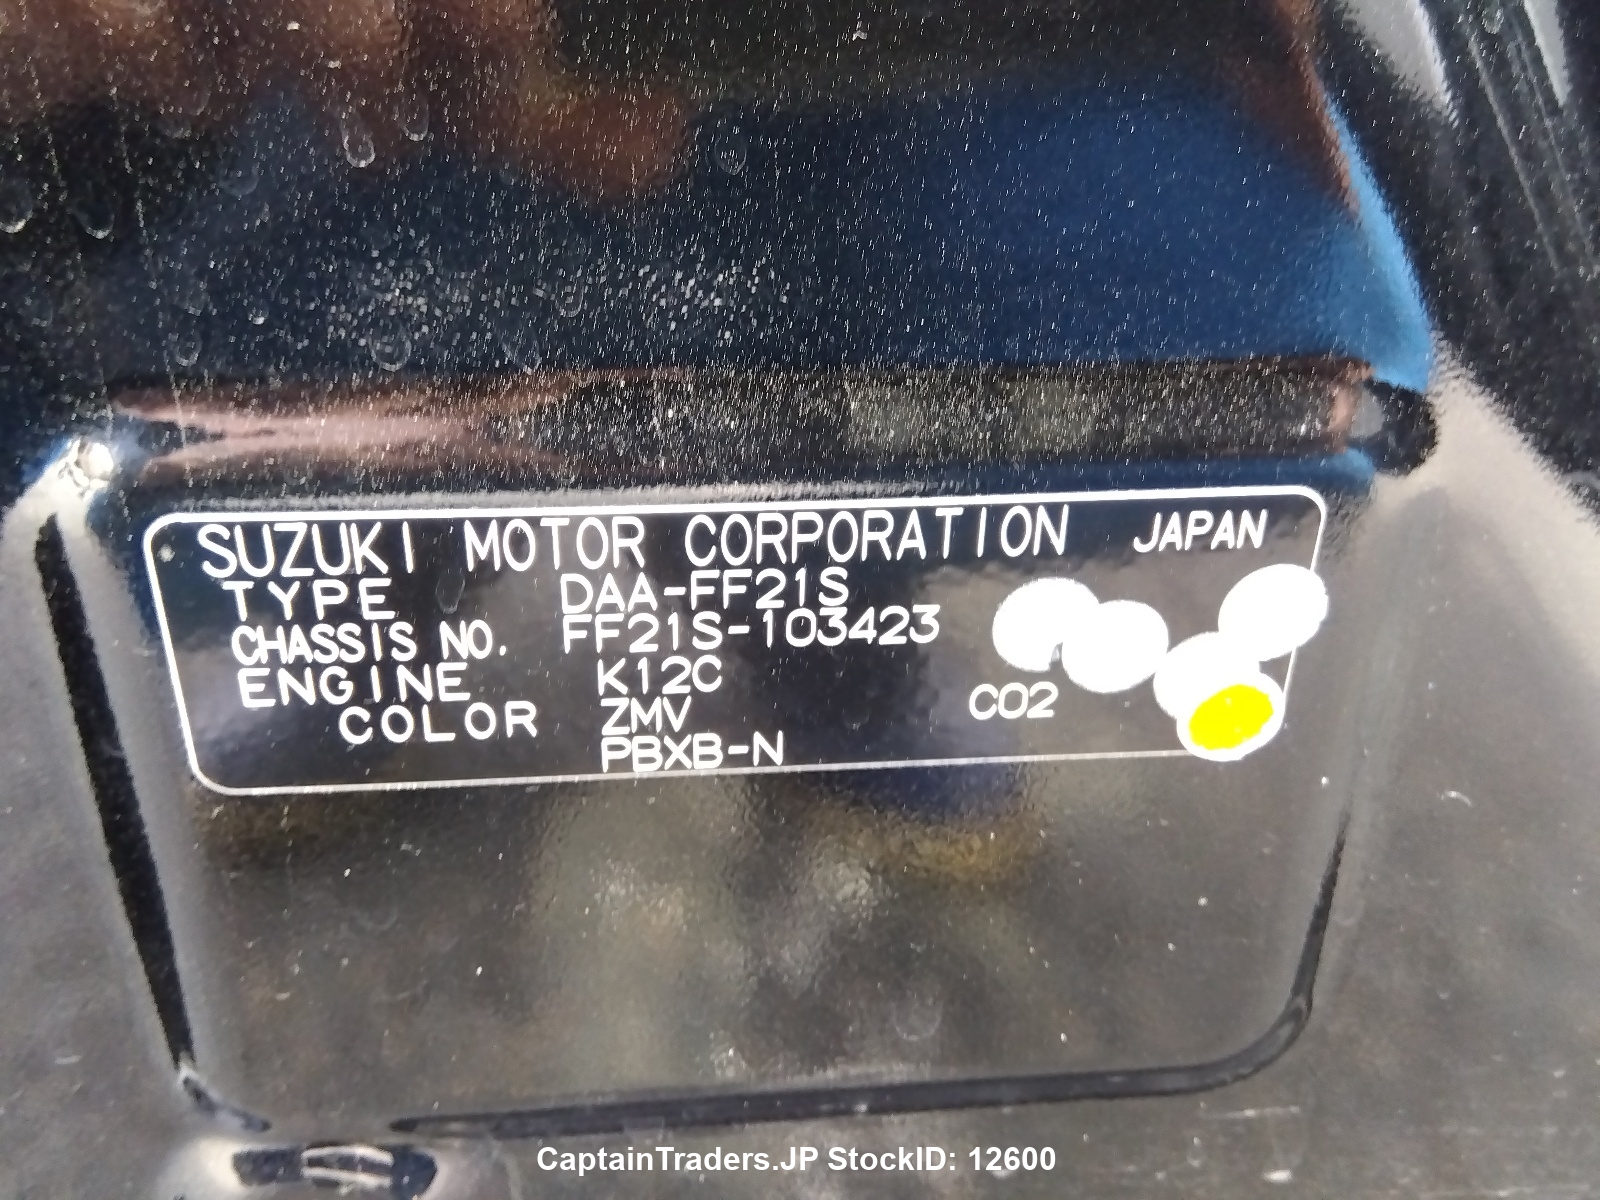 SUZUKI MOTOR CORPORATION JAPAN
TYPE DAA-FF21S
CHASSIS NO. FF21S-103423
ENGINE K12C
COLOR ZMV CO2
PBXB-N
CaptainTraders.JP StockID: 12600